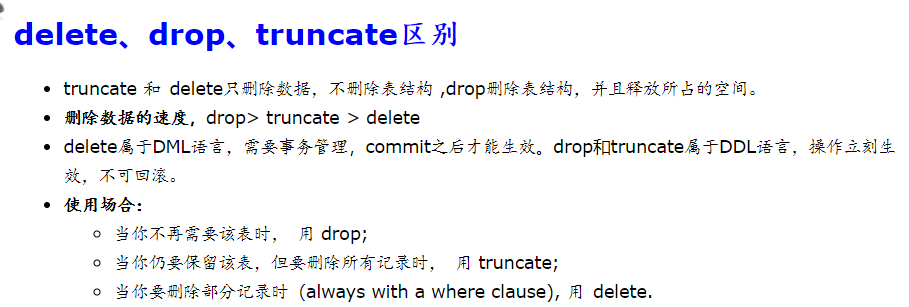 delete、drop、truncate区别
truncate 和 delete只删除数据，不删除表结构 ,drop删除表结构，并且释放所占的空间。
删除数据的速度，drop> truncate > delete
delete属于DML语言，需要事务管理，commit之后才能生效。drop和truncate属于DDL语言，操作立刻生
效，不可回滚。
使用场合：
当你不再需要该表时， 用 drop;
当你仍要保留该表，但要删除所有记录时， 用 truncate;
当你要删除部分记录时 (always with a where clause), 用 delete.